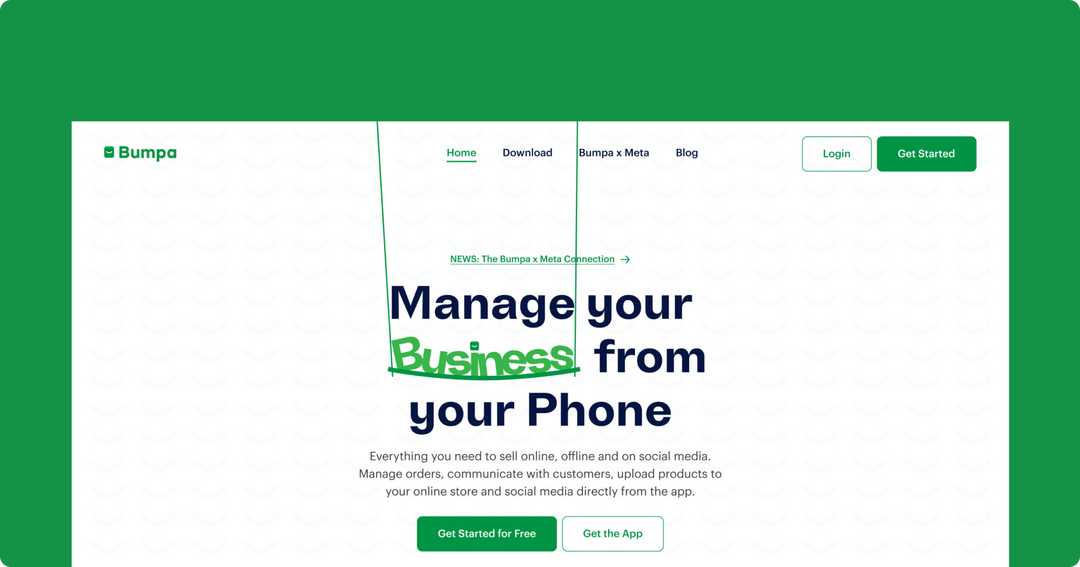 Bumpa
Home Download Bumpa x Meta Blog
Login Get Started
NEWS: The Bumpa x Meta Connection →
Manage your
Business from
your Phone
Everything you need to sell online, offline and on social media.
Manage orders, communicate with customers, upload products to
your online store and social media directly from the app.
Get Started for Free Get the App